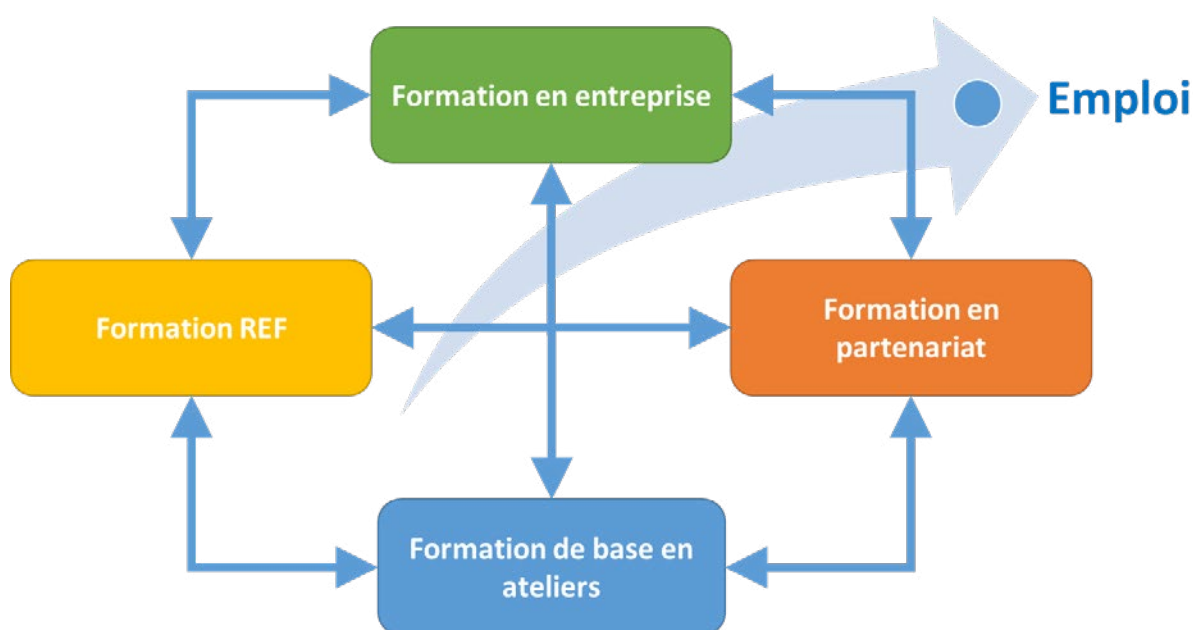 Formation en entreprise
Emploi
Formation REF
Formation en
partenariat
Formation de base en
ateliers